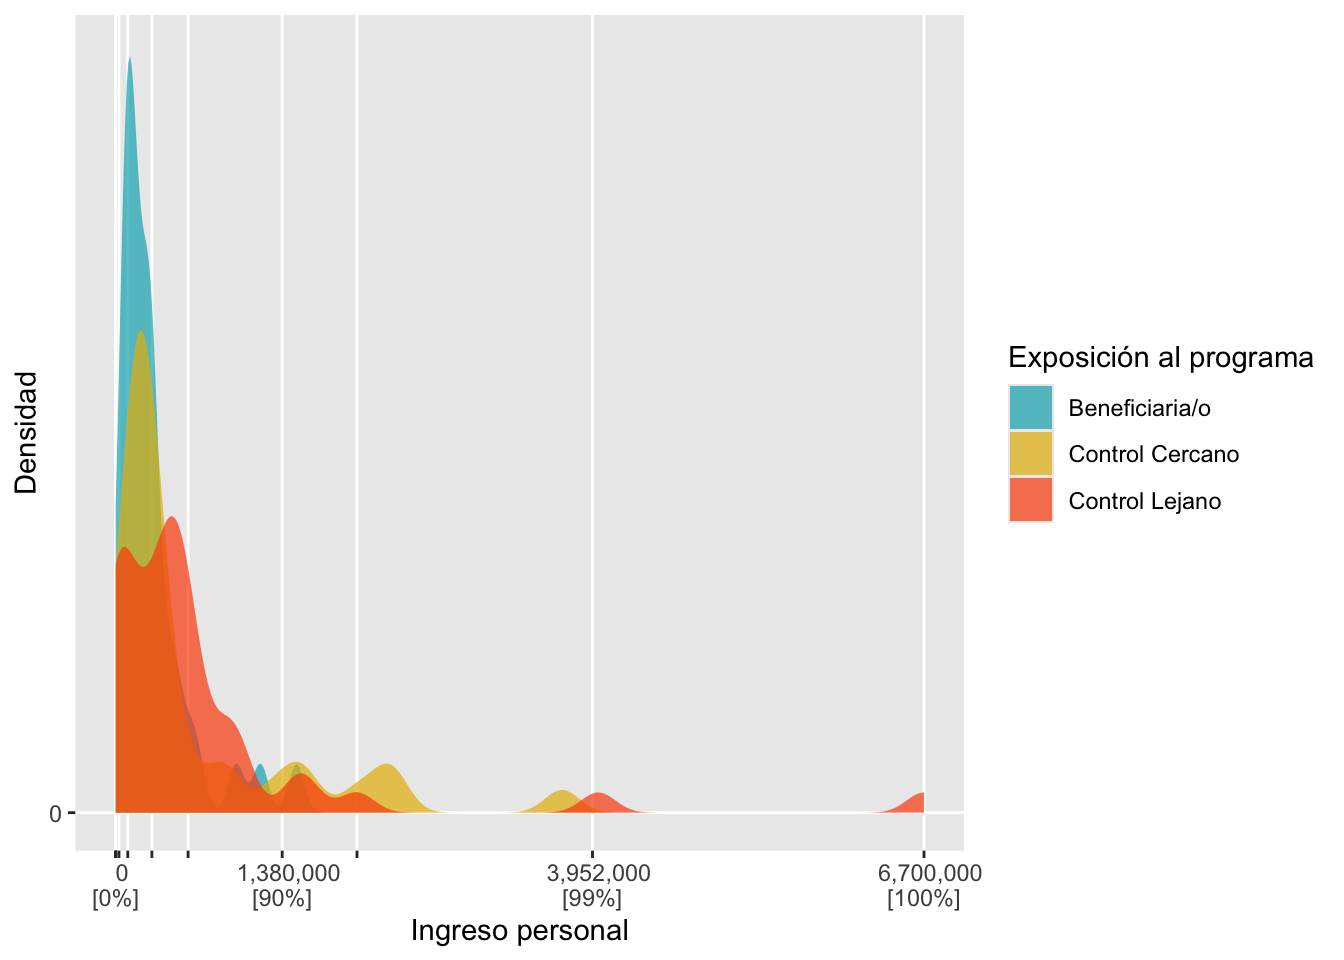 Densidad
0
0
[0%]
1,380,000
[90%]
3,952,000
[99%]
6,700,000
[100%]
Ingreso personal
Exposición al programa
Beneficiaria/o
Control Cercano
Control Lejano